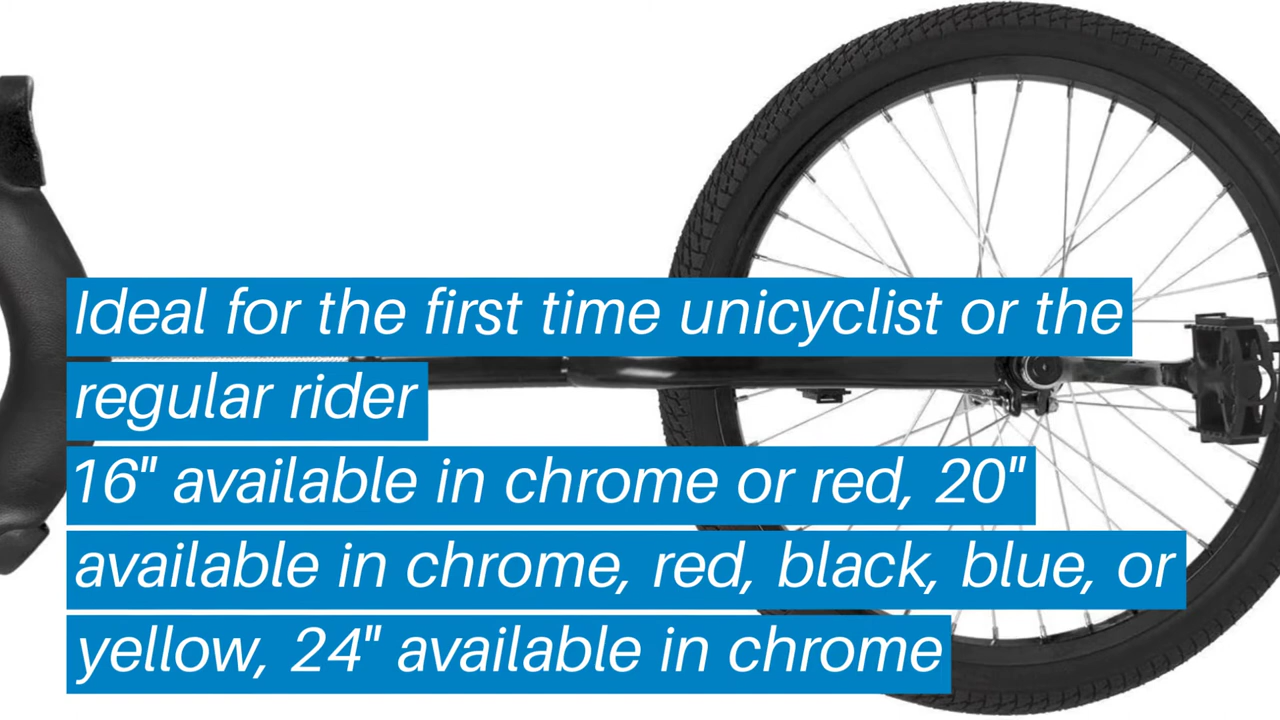 Ideal for the first time unicyclist or the
regular rider
16" available in chrome or red, 20"
available in chrome, red, black, blue, or
yellow, 24" available in chrome